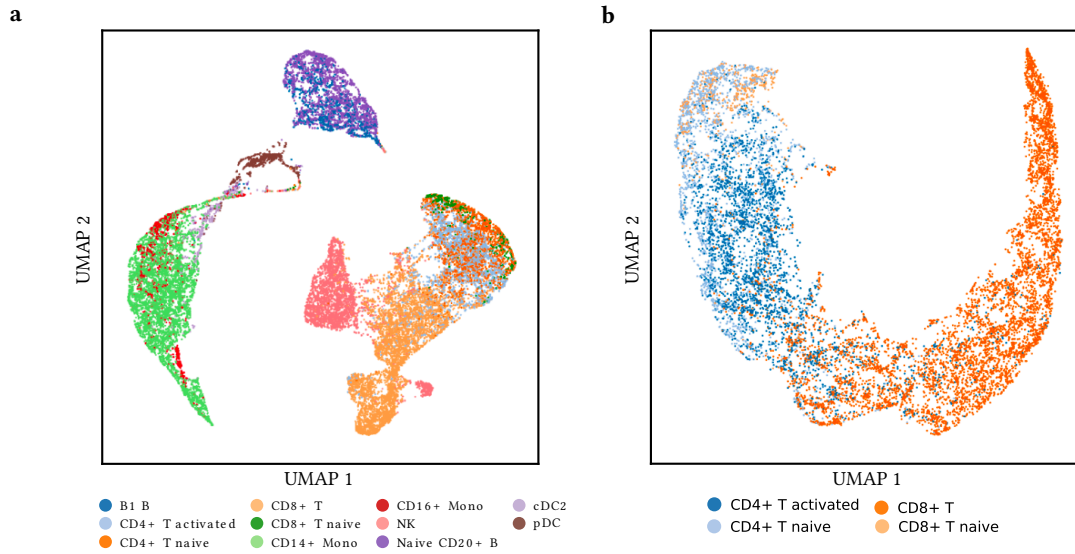 a
b
UMAP 2
UMAP 1
UMAP 2
UMAP 1
B1 B
CD4+ T activated
CD4+ T naive
CD8+ T
CD8+ T naive
CD14+ Mono
CD16+ Mono
NK
Naive CD20+ B
cDC2
pDC
CD4+ T activated
CD4+ T naive
CD8+ T
CD8+ T naive